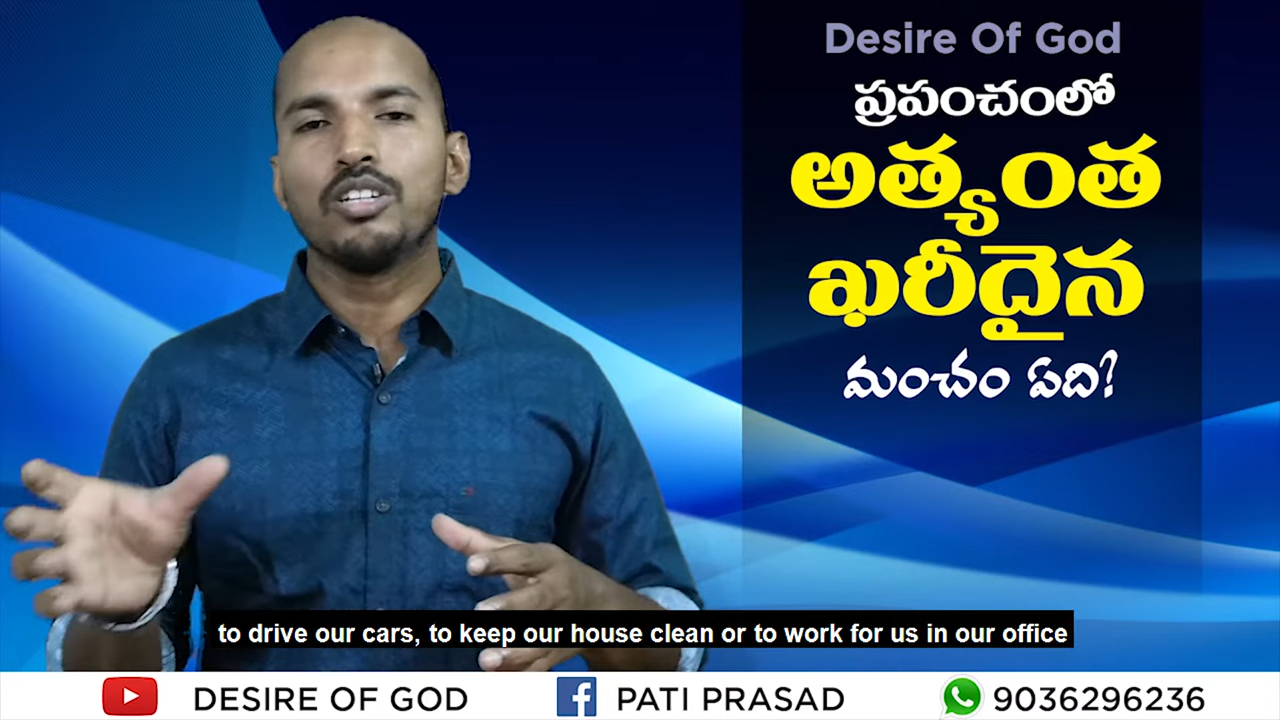 Desire Of God
ప్రపంచంలో
అత్యంత
ఖరీదైన
మంచం ఏది?
to drive our cars, to keep our house clean or to work for us in our office
DESIRE OF GOD
PATI PRASAD
9036296236